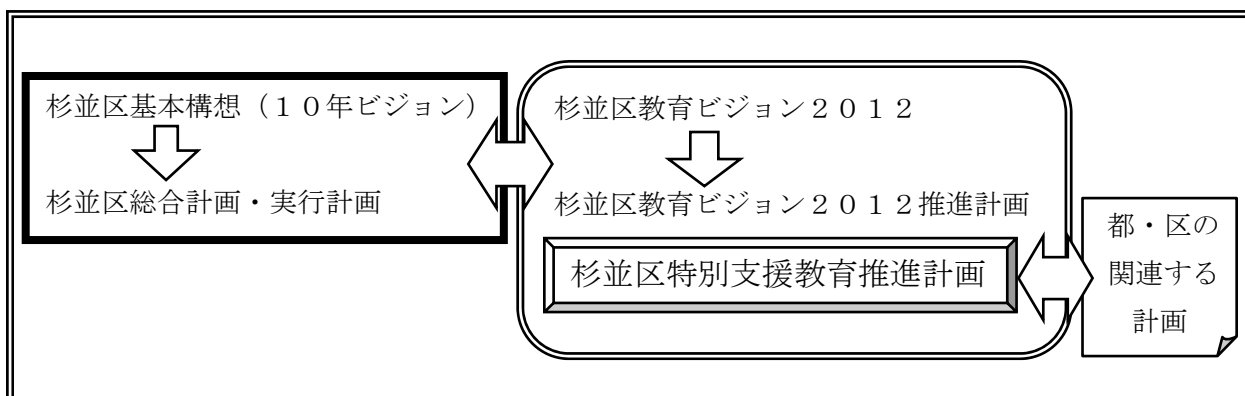 杉並区基本構想(10年ビジョン)
杉並区総合計画・実行計画
杉並区教育ビジョン2012
杉並区教育ビジョン2012推進計画
杉並区特別支援教育推進計画
都・区の
関連する
計画